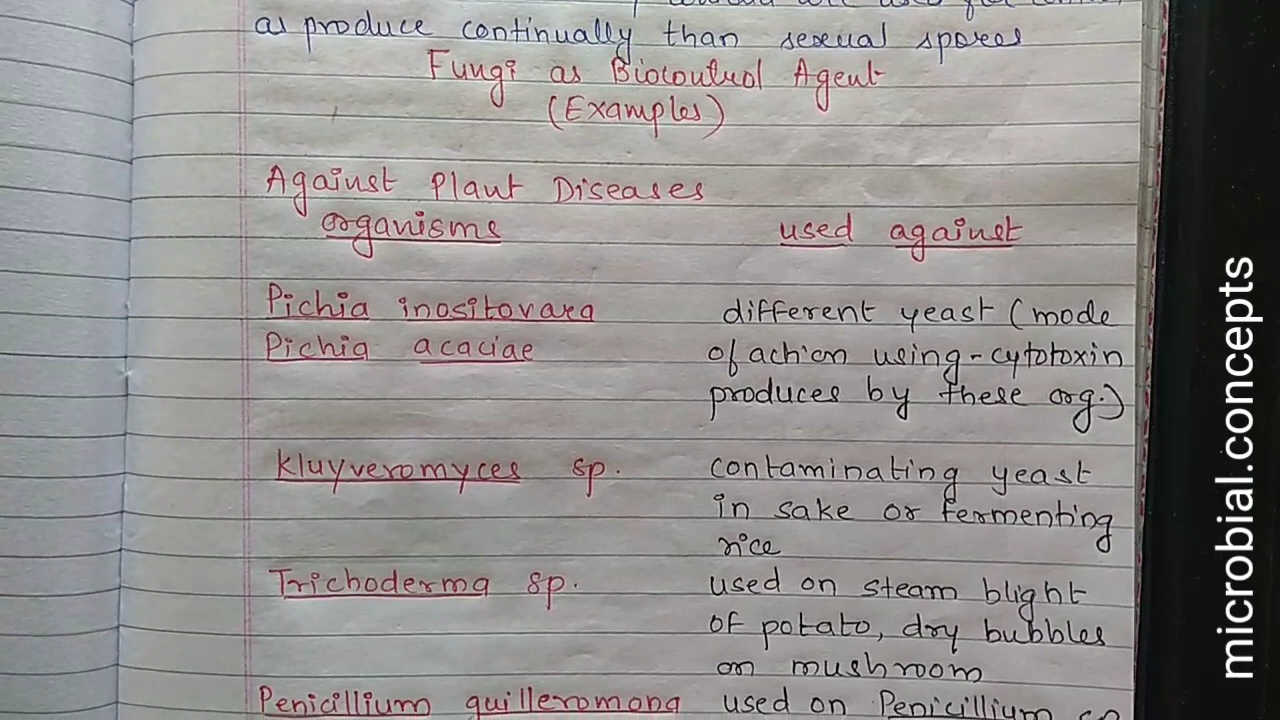 as produce continually than sexual spores
Fungi as Biocontrol Agent
(Examples)
Against Plant Diseases
organisms used against
Pichia inositovara different yeast (mode
Pichia acaciae of action using-cytotoxin
produces by these org.)
Kluyveromyces sp. contaminating yeast
in sake or fermenting
rice
Trichoderma sp. used on steam blight
of potato, dry bubbles
on mushroom
Penicillium guilleromona used on Penicillium
microbial.concepts